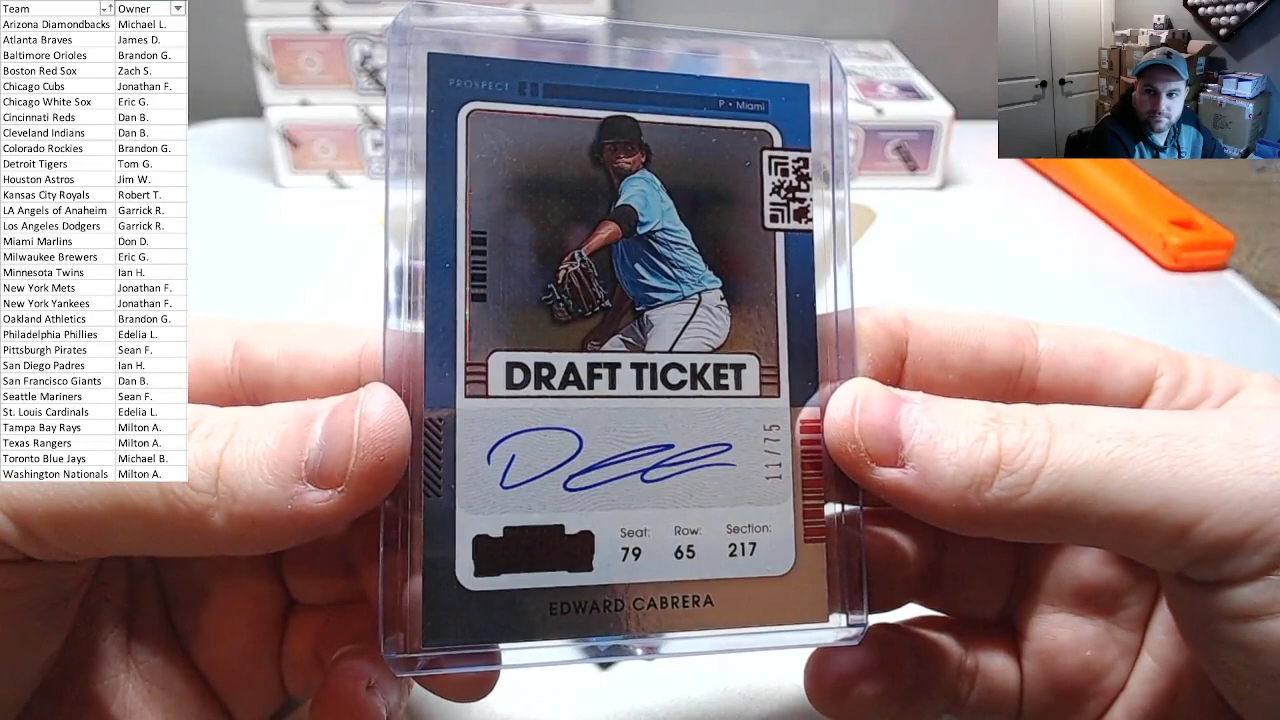 Team Owner
Arizona Diamondbacks Michael L.
Atlanta Braves James D.
Baltimore Orioles Brandon G.
Boston Red Sox Zach S.
Chicago Cubs Jonathan F.
Chicago White Sox Eric G.
Cincinnati Reds Dan B.
Cleveland Indians Dan B.
Colorado Rockies Brandon G.
Detroit Tigers Tom G.
Houston Astros Jim W.
Kansas City Royals Robert T.
LA Angels of Anaheim Garrick R.
Los Angeles Dodgers Garrick R.
Miami Marlins Don D.
Milwaukee Brewers Eric G.
Minnesota Twins Ian H.
New York Mets Jonathan F.
New York Yankees Jonathan F.
Oakland Athletics Brandon G.
Philadelphia Phillies Edelia L.
Pittsburgh Pirates Sean F.
San Diego Padres Ian H.
San Francisco Giants Dan B.
Seattle Mariners Sean F.
St. Louis Cardinals Edelia L.
Tampa Bay Rays Milton A.
Texas Rangers Milton A.
Toronto Blue Jays Michael B.
Washington Nationals Milton A.
PROSPECT
P • Miami
DRAFT TICKET
11/75
Seat: Row: Section:
79 65 217
EDWARD CABRERA